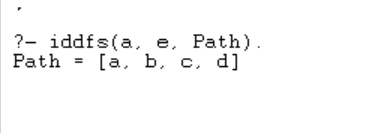 ?- iddfs(a, e, Path).
Path = [a, b, c, d]